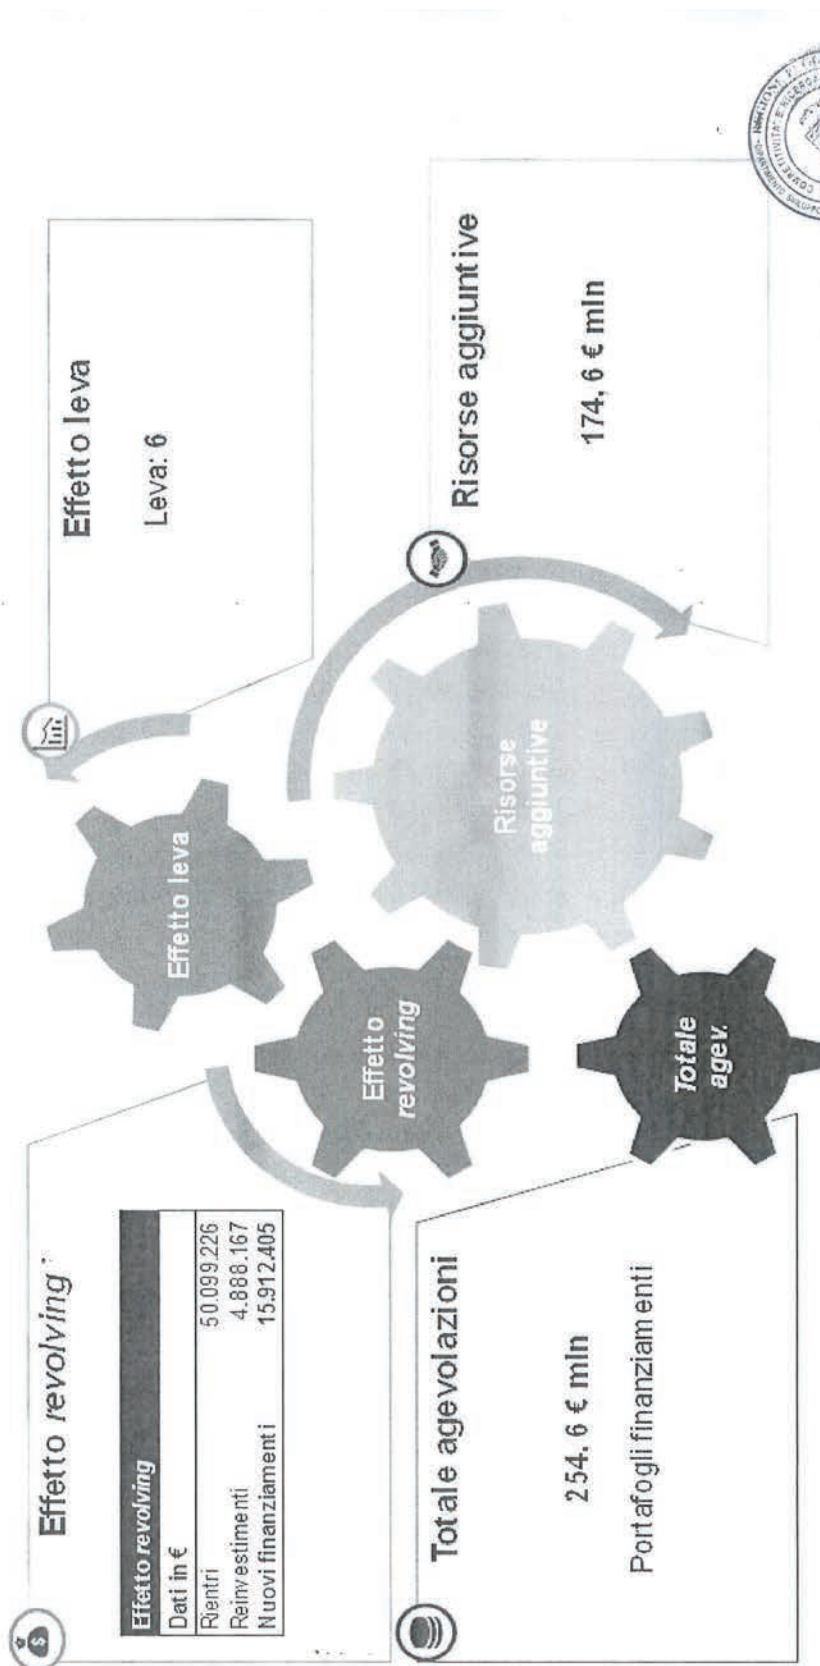 Effetto revolving
Effetto revolving
Dati in €
Rientri 50.099.226
Reinvestimenti 4.888.167
Nuovi finanziamenti 15.912.405
Effetto leva
Leva: 6
Effetto leva
Effetto
revolving
Risorse
aggiuntive
Totale
agev.
Totale agevolazioni
254, 6 € mln
Portafogli finanziamenti
Risorse aggiuntive
174, 6 € mln
COMPETITIVITA' E RICERCA